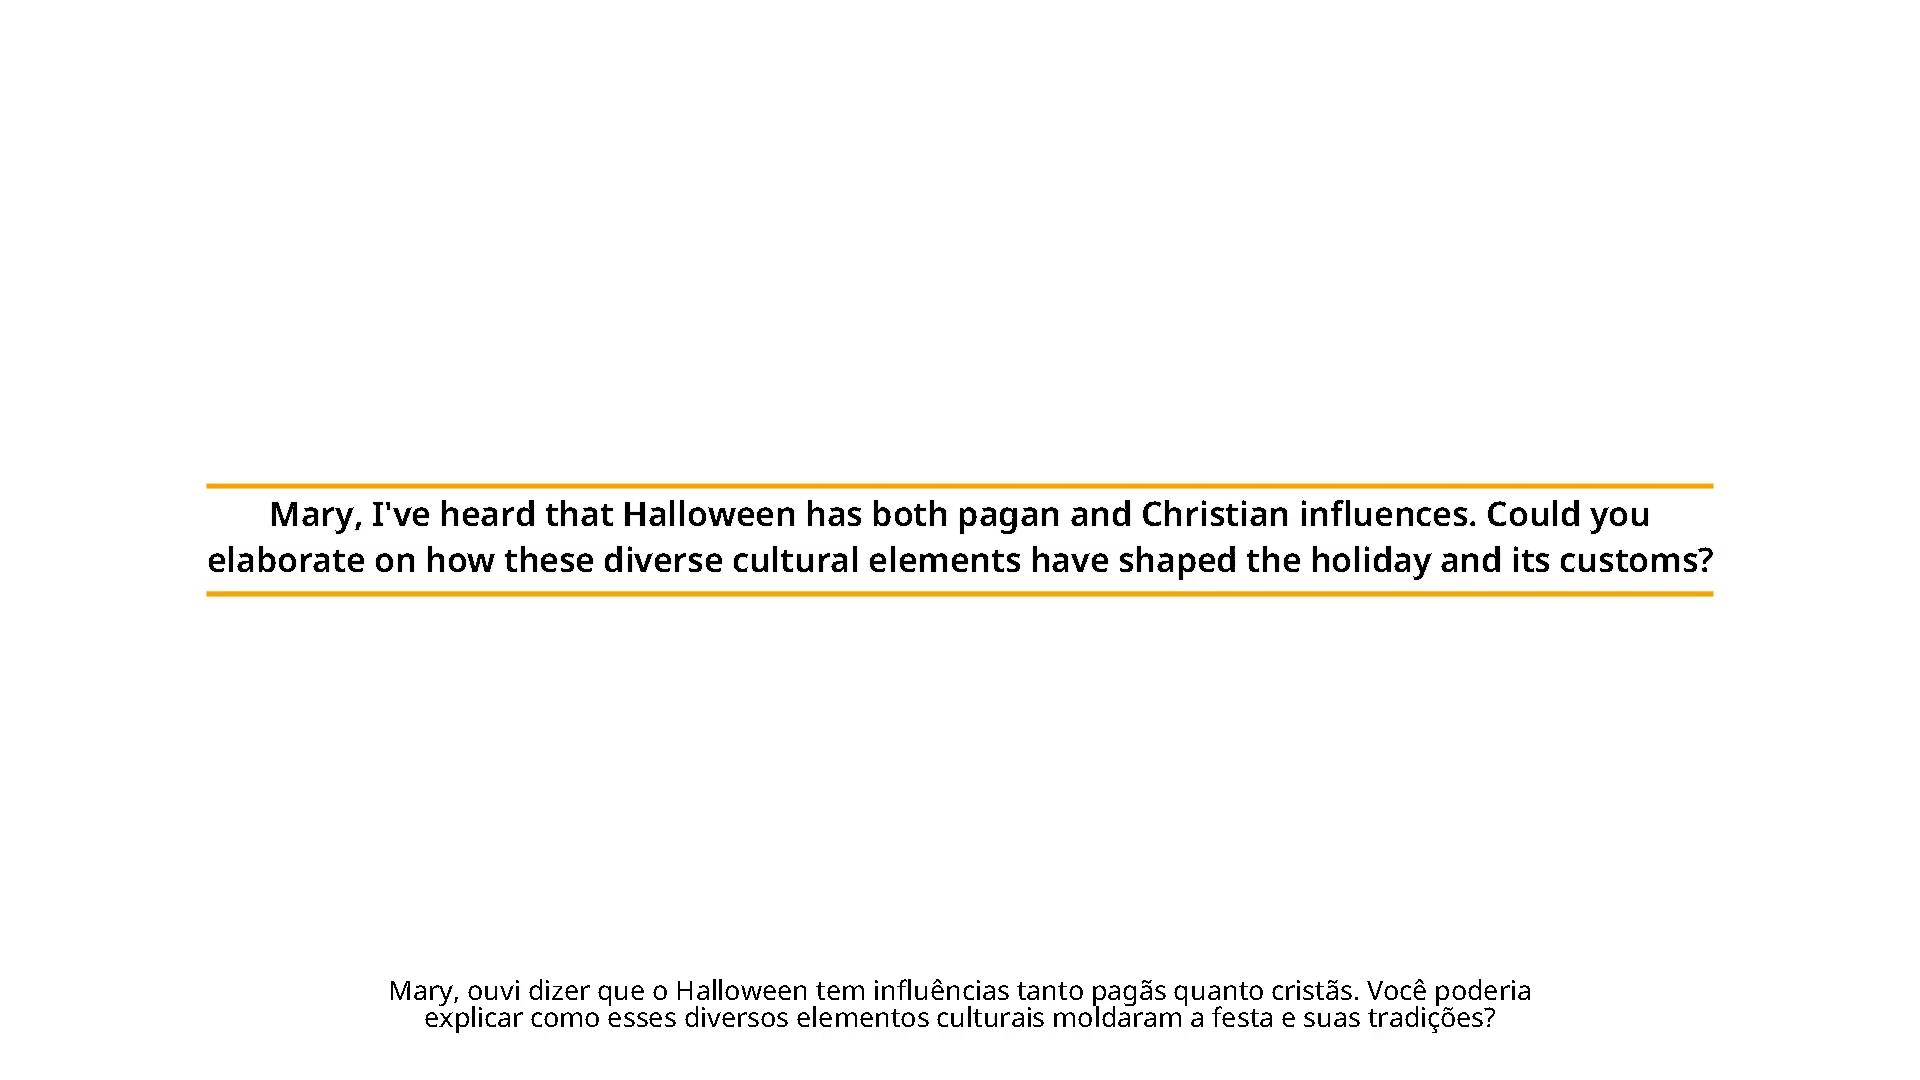 Mary, I've heard that Halloween has both pagan and Christian influences. Could you
elaborate on how these diverse cultural elements have shaped the holiday and its customs?
Mary, ouvi dizer que o Halloween tem influências tanto pagãs quanto cristãs. Você poderia
explicar como esses diversos elementos culturais moldaram a festa e suas tradições?